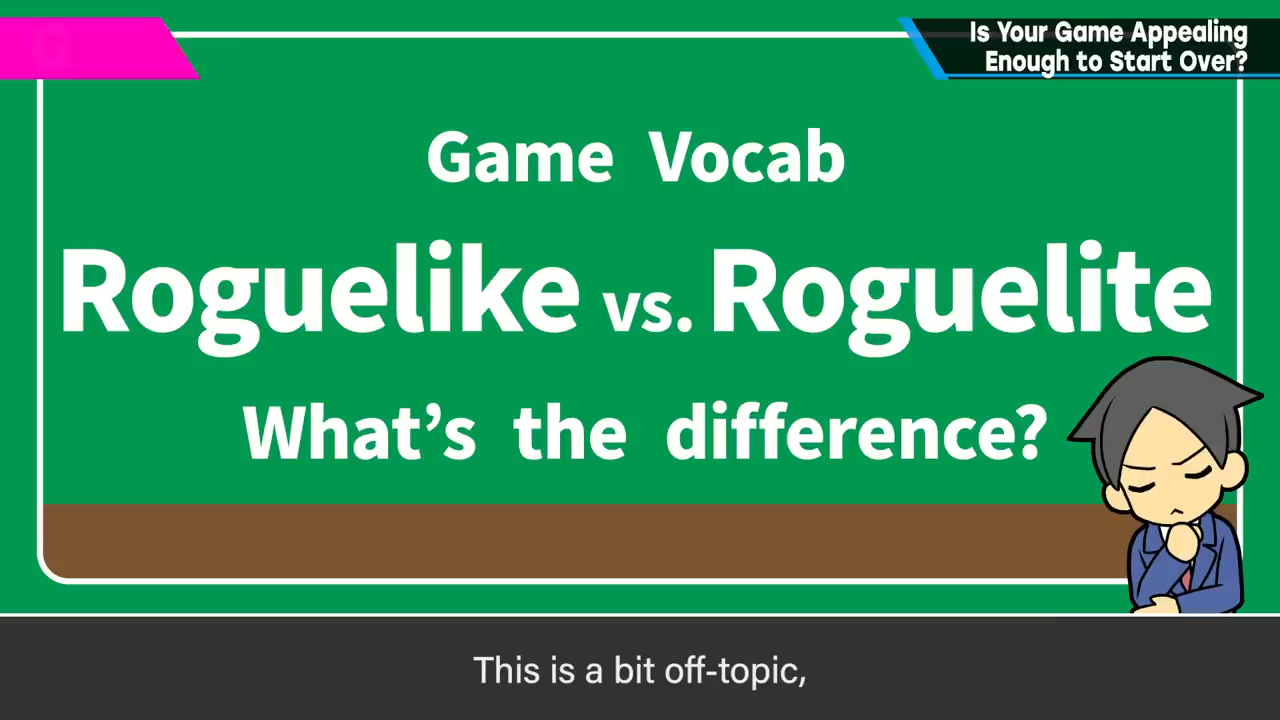 Is Your Game Appealing
Enough to Start Over?
Game Vocab
Roguelike vs. Roguelite
What's the difference?
This is a bit off-topic,